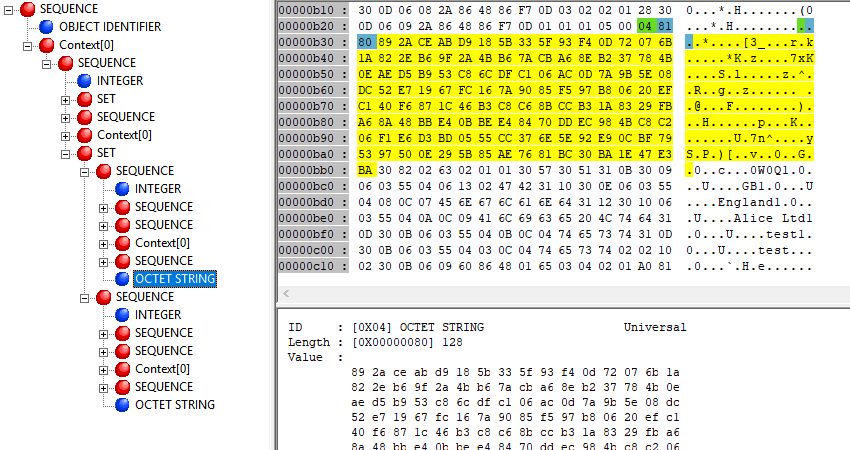 SEQUENCE
OBJECT IDENTIFIER
Context[0]
SEQUENCE
INTEGER
SET
SEQUENCE
Context[0]
SET
SEQUENCE
INTEGER
SEQUENCE
SEQUENCE
Context[0]
SEQUENCE
OCTET STRING
SEQUENCE
INTEGER
SEQUENCE
SEQUENCE
Context[0]
SEQUENCE
OCTET STRING
00000b10 : 30 0D 06 08 2A 86 48 86 F7 0D 03 02 02 01 28 30 0...*.H.......(0
00000b20 : 0D 06 09 2A 86 48 86 F7 0D 01 01 01 05 00 04 81 ...*.H..........
00000b30 : 80 89 2A CE AB D9 18 5B 33 5F 93 F4 0D 72 07 6B ..*....[3_...r.k
00000b40 : 1A 82 2E B6 9F 2A 4B B6 7A CB A6 8E B2 37 78 4B .....*K.z....7xK
00000b50 : 0E AE D5 B9 53 C8 6C DF C1 06 AC 0D 7A 9B 5E 08 ....S.l.....z.^.
00000b60 : DC 52 E7 19 67 FC 16 7A 90 85 F5 97 B8 06 20 EF .R..g..z...... .
00000b70 : C1 40 F6 87 1C 46 B3 C8 C6 8B CC B3 1A 83 29 FB .@...F........).
00000b80 : A6 8A 48 BB E4 0B BE E4 84 70 DD EC 98 4B C8 C2 ..H......p...K..
00000b90 : 06 F1 E6 D3 BD 05 55 CC 37 6E 5E 92 E9 0C BF 79 ......U.7n^....y
00000ba0 : 53 97 50 0E 29 5B 85 AE 76 81 BC 30 BA 1E 47 E3 S.P.)[..v..0..G.
00000bb0 : BA 30 82 02 63 02 01 01 30 57 30 51 31 0B 30 09 .0..c...0W0Q1.0.
00000bc0 : 06 03 55 04 06 13 02 47 42 31 10 30 0E 06 03 55 ..U....GB1.0...U
00000bd0 : 04 08 0C 07 45 6E 67 6C 61 6E 64 31 12 30 10 06 ....England1.0..
00000be0 : 03 55 04 0A 0C 09 41 6C 69 63 65 20 4C 74 64 31 .U....Alice Ltd1
00000bf0 : 0D 30 0B 06 03 55 04 0B 0C 04 74 65 73 74 31 0D .0...U....test1.
00000c00 : 30 0B 06 03 55 04 03 0C 04 74 65 73 74 02 02 10 0...U....test...
00000c10 : 02 30 0B 06 09 60 86 48 01 65 03 04 02 01 A0 81 .0...`.H.e......
ID : [0X04] OCTET STRING Universal
Length : [0X00000080] 128
Value :
89 2a ce ab d9 18 5b 33 5f 93 f4 0d 72 07 6b 1a
82 2e b6 9f 2a 4b b6 7a cb a6 8e b2 37 78 4b 0e
ae d5 b9 53 c8 6c df c1 06 ac 0d 7a 9b 5e 08 dc
52 e7 19 67 fc 16 7a 90 85 f5 97 b8 06 20 ef c1
40 f6 87 1c 46 b3 c8 c6 8b cc b3 1a 83 29 fb a6
8a 48 bb e4 0b be e4 84 70 dd ec 98 4b c8 c2 06